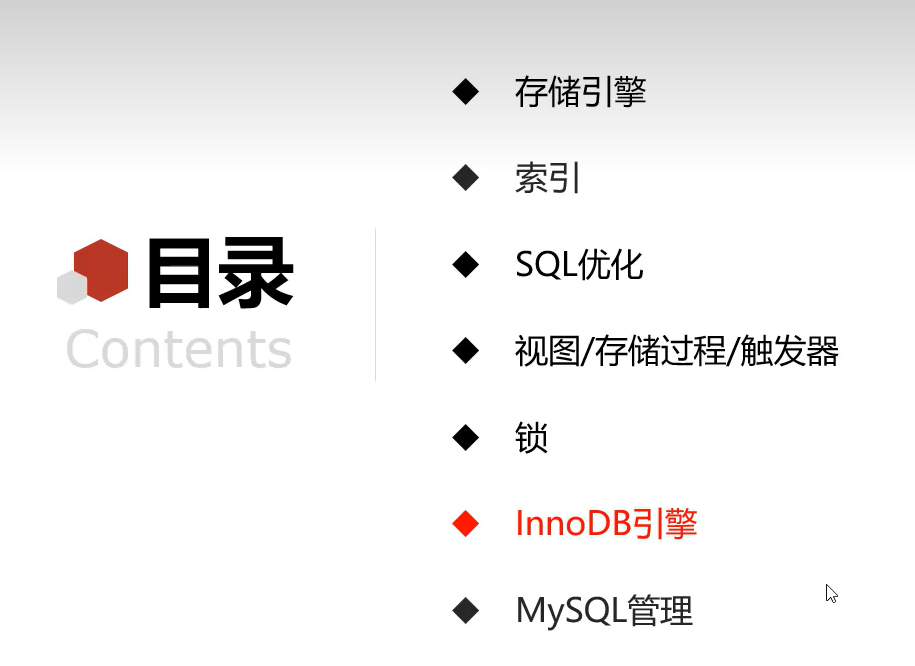 目录
Contents
存储引擎
索引
SQL优化
视图/存储过程/触发器
锁
InnoDB引擎
MySQL管理